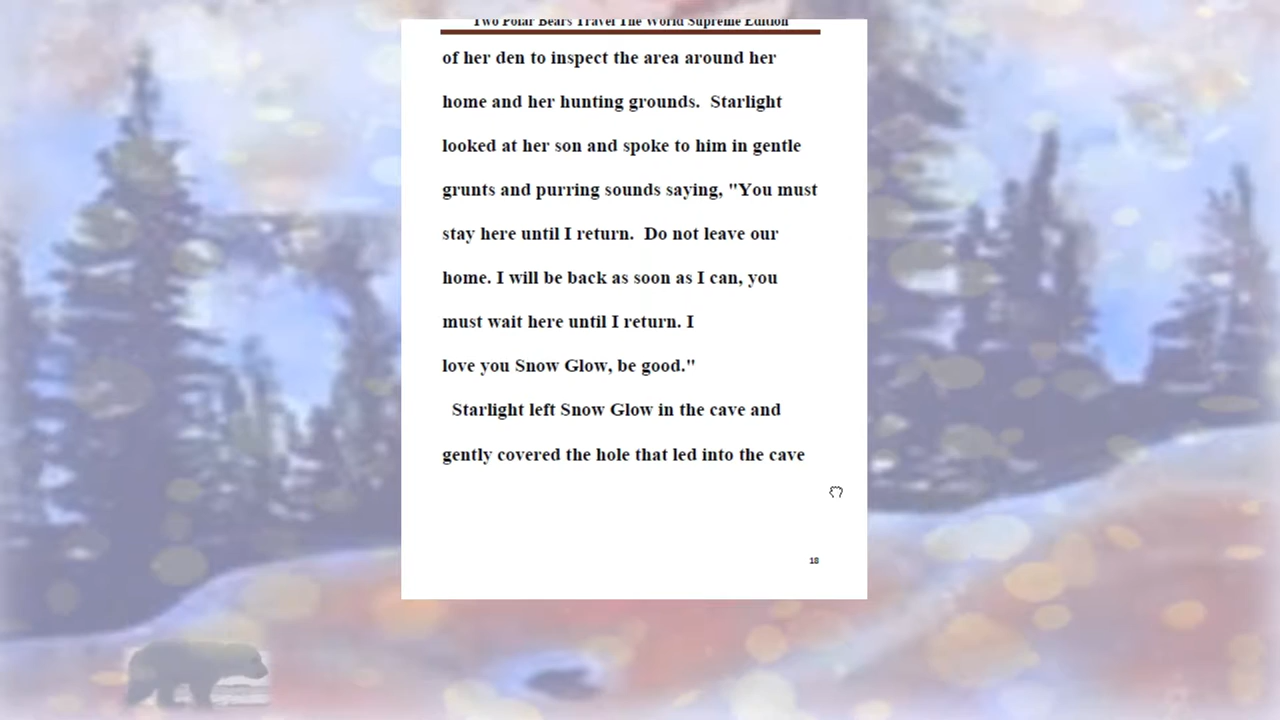 Two Polar Bears Travel The World Supreme Edition
of her den to inspect the area around her
home and her hunting grounds.  Starlight
looked at her son and spoke to him in gentle
grunts and purring sounds saying, "You must
stay here until I return.  Do not leave our
home. I will be back as soon as I can, you
must wait here until I return. I
love you Snow Glow, be good."
Starlight left Snow Glow in the cave and
gently covered the hole that led into the cave
18